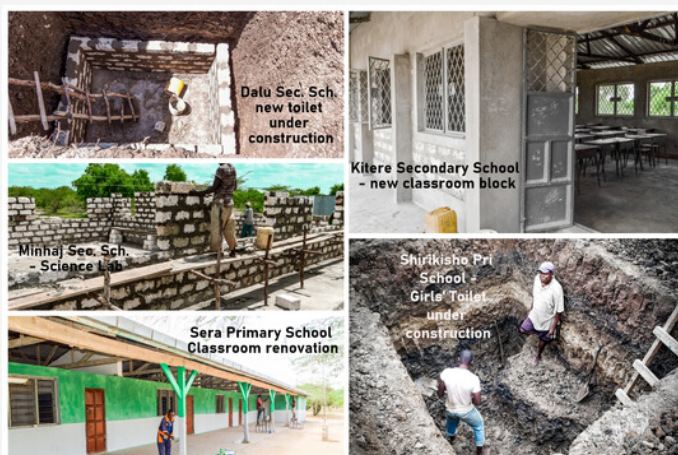 Dalu Sec. Sch.
new toilet
under
construction
Kitere Secondary School
- new classroom block
Minhaj Sec. Sch.
- Science Lab
Shirikisho Pri
School -
Girls' Toilet
under
construction
Sera Primary School
Classroom renovation